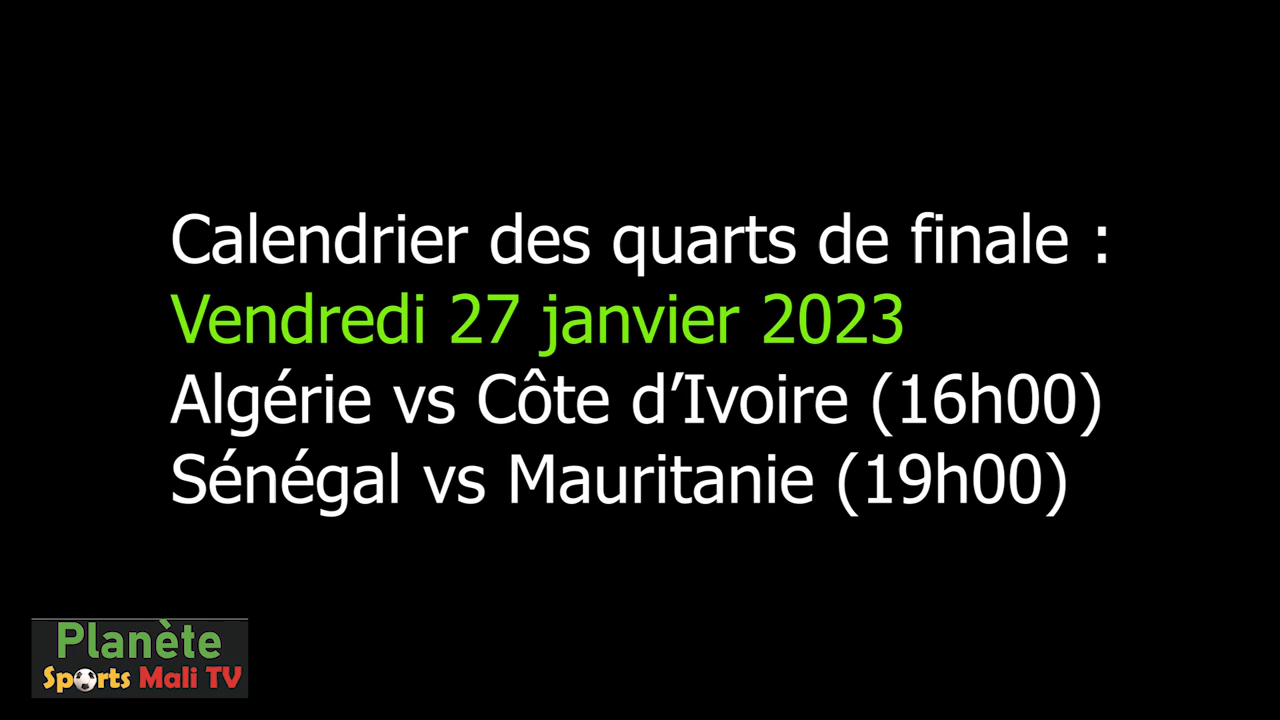 Calendrier des quarts de finale :
Vendredi 27 janvier 2023
Algérie vs Côte d’Ivoire (16h00)
Sénégal vs Mauritanie (19h00)
Planète
Sports Mali TV